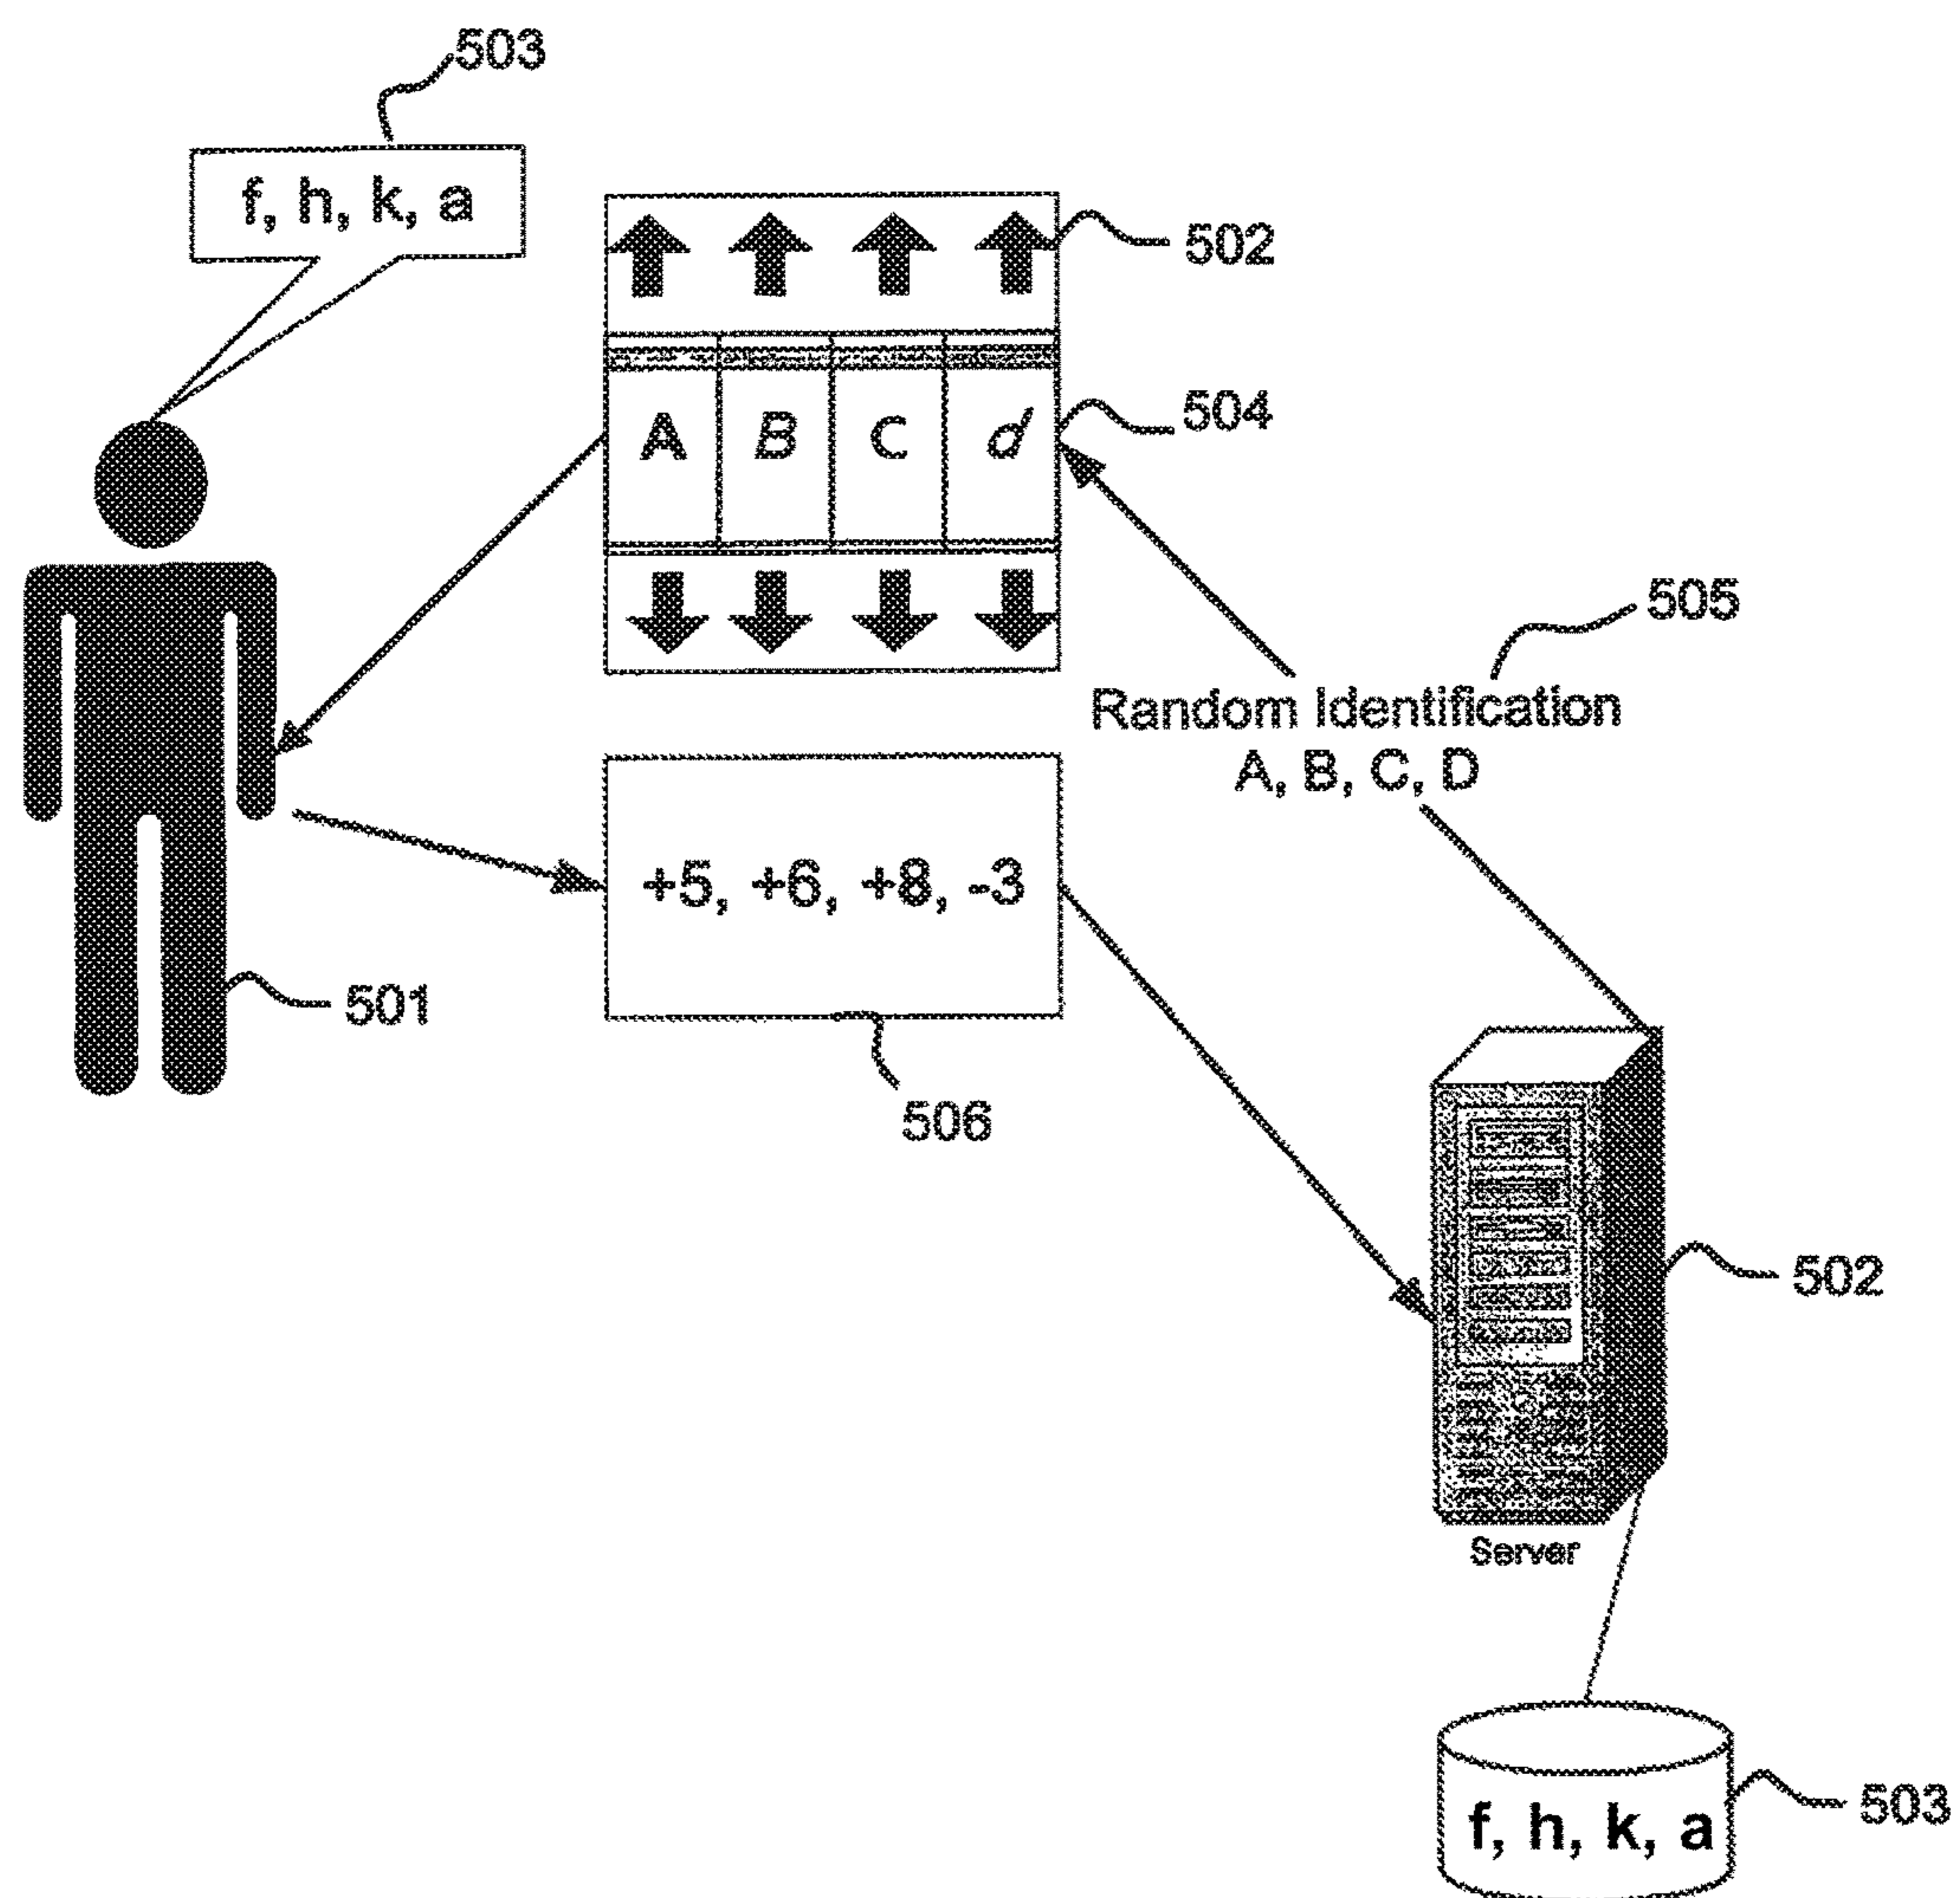 503
f, h, k, a
502
A B C d
504
505
Random Identification
A, B, C, D
+5, +6, +8, -3
501
506
502
Server
503
f, h, k, a